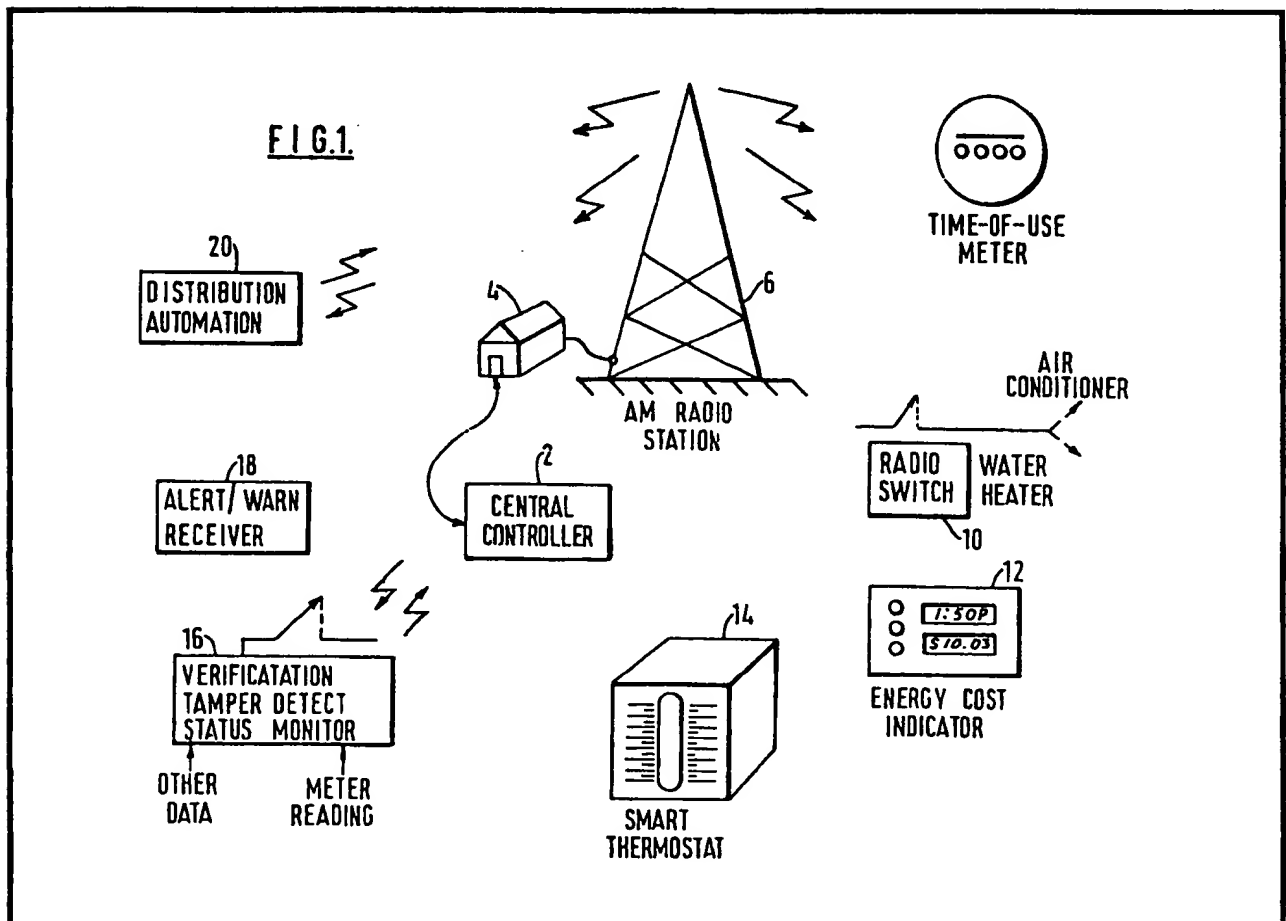 FIG.1.
TIME-OF-USE
METER
20
DISTRIBUTION
AUTOMATION
4
6
AM RADIO
STATION
AIR
CONDITIONER
RADIO
SWITCH
WATER
HEATER
10
18
ALERT/WARN
RECEIVER
2
CENTRAL
CONTROLLER
12
1:50P
$10.03
ENERGY COST
INDICATOR
14
SMART
THERMOSTAT
16
VERIFICATATION
TAMPER DETECT
STATUS MONITOR
OTHER
DATA
METER
READING